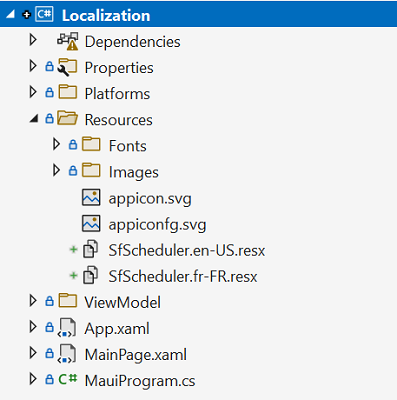 C# Localization
Dependencies
Properties
Platforms
Resources
Fonts
Images
appicon.svg
appiconfg.svg
SfScheduler.en-US.resx
SfScheduler.fr-FR.resx
ViewModel
App.xaml
MainPage.xaml
C# MauiProgram.cs